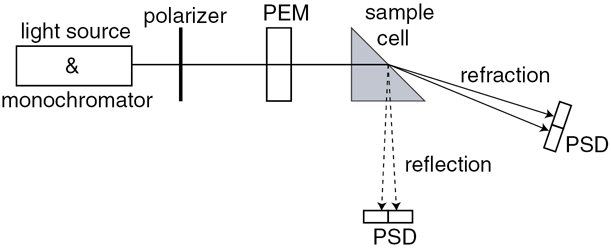 light source
&
monochromator
polarizer
PEM
sample
cell
refraction
PSD
reflection
PSD